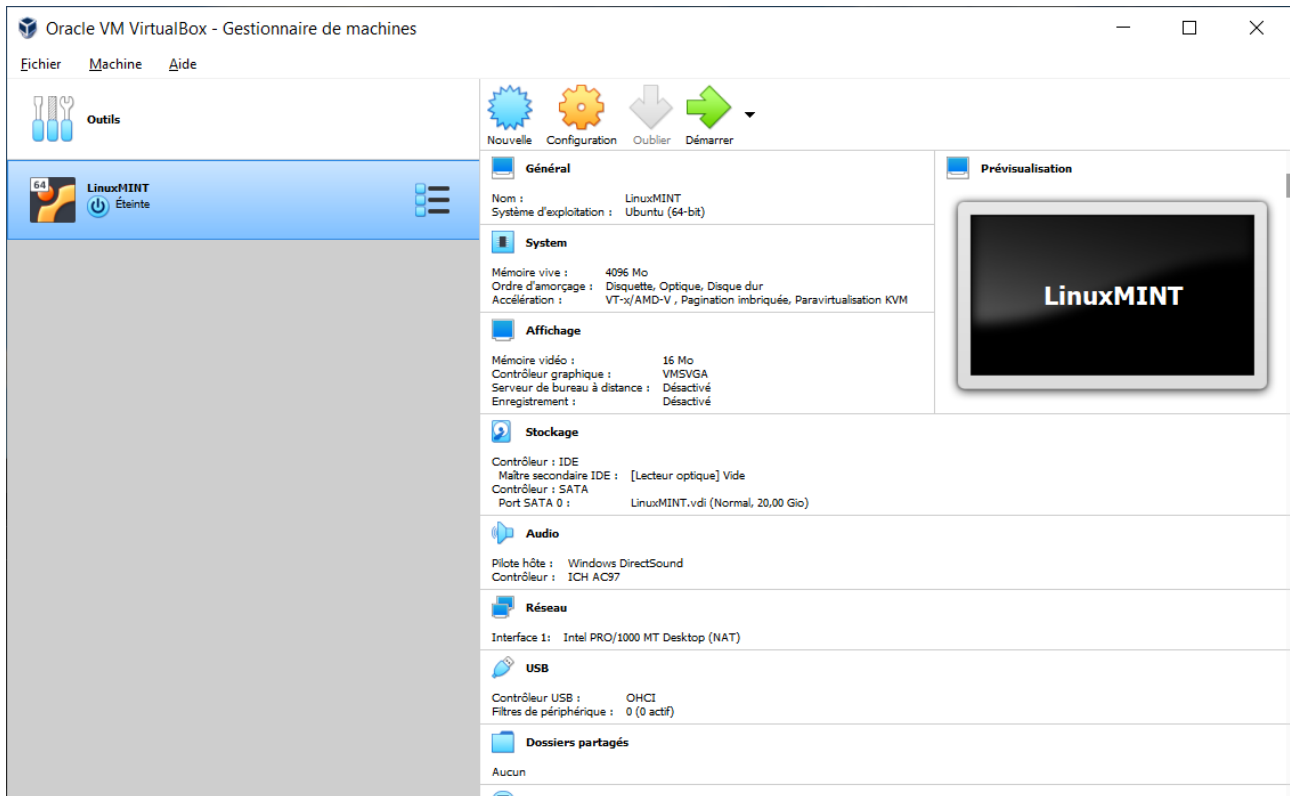 Oracle VM VirtualBox - Gestionnaire de machines
Fichier Machine Aide
Outils
64
LinuxMINT
Éteinte
Nouvelle Configuration Oublier Démarrer
Général
Nom : LinuxMINT
Système d'exploitation : Ubuntu (64-bit)
System
Mémoire vive : 4096 Mo
Ordre d'amorçage : Disquette, Optique, Disque dur
Accélération : VT-x/AMD-V , Pagination imbriquée, Paravirtualisation KVM
Affichage
Mémoire vidéo : 16 Mo
Contrôleur graphique : VMSVGA
Serveur de bureau à distance : Désactivé
Enregistrement : Désactivé
Prévisualisation
LinuxMINT
Stockage
Contrôleur : IDE
Maître secondaire IDE : [Lecteur optique] Vide
Contrôleur : SATA
Port SATA 0 : LinuxMINT.vdi (Normal, 20,00 Gio)
Audio
Pilote hôte : Windows DirectSound
Contrôleur : ICH AC97
Réseau
Interface 1: Intel PRO/1000 MT Desktop (NAT)
USB
Contrôleur USB : OHCI
Filtres de périphérique : 0 (0 actif)
Dossiers partagés
Aucun